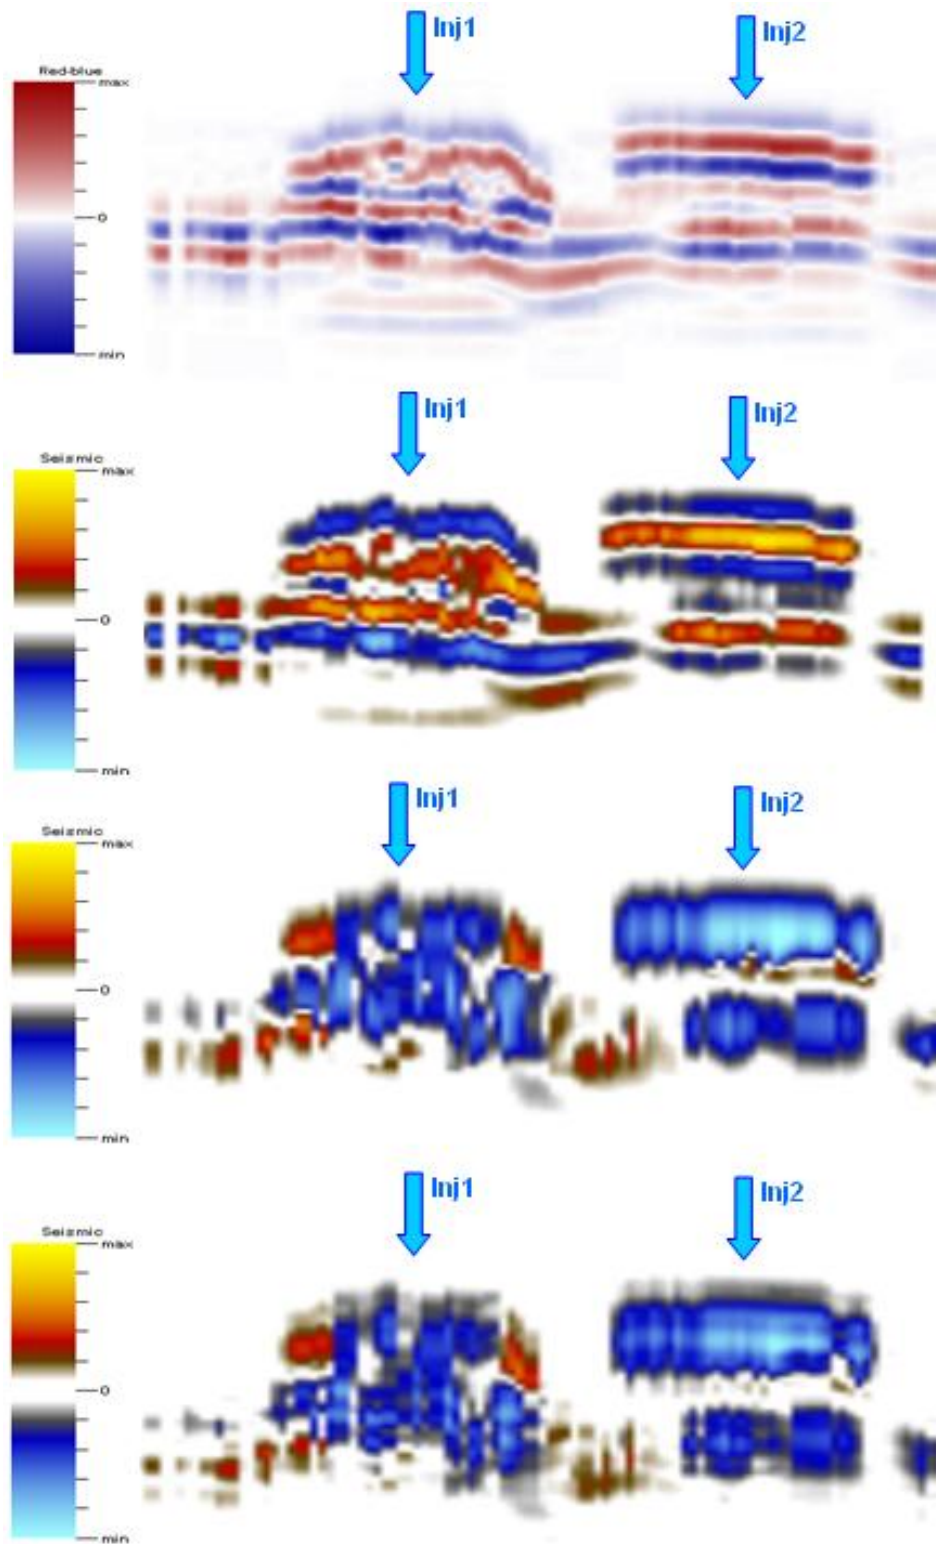 Inj1
Inj2
Red-blue
max
0
min
Inj1
Inj2
Seismic
max
0
min
Inj1
Inj2
Seismic
max
0
min
Inj1
Inj2
Seismic
max
0
min